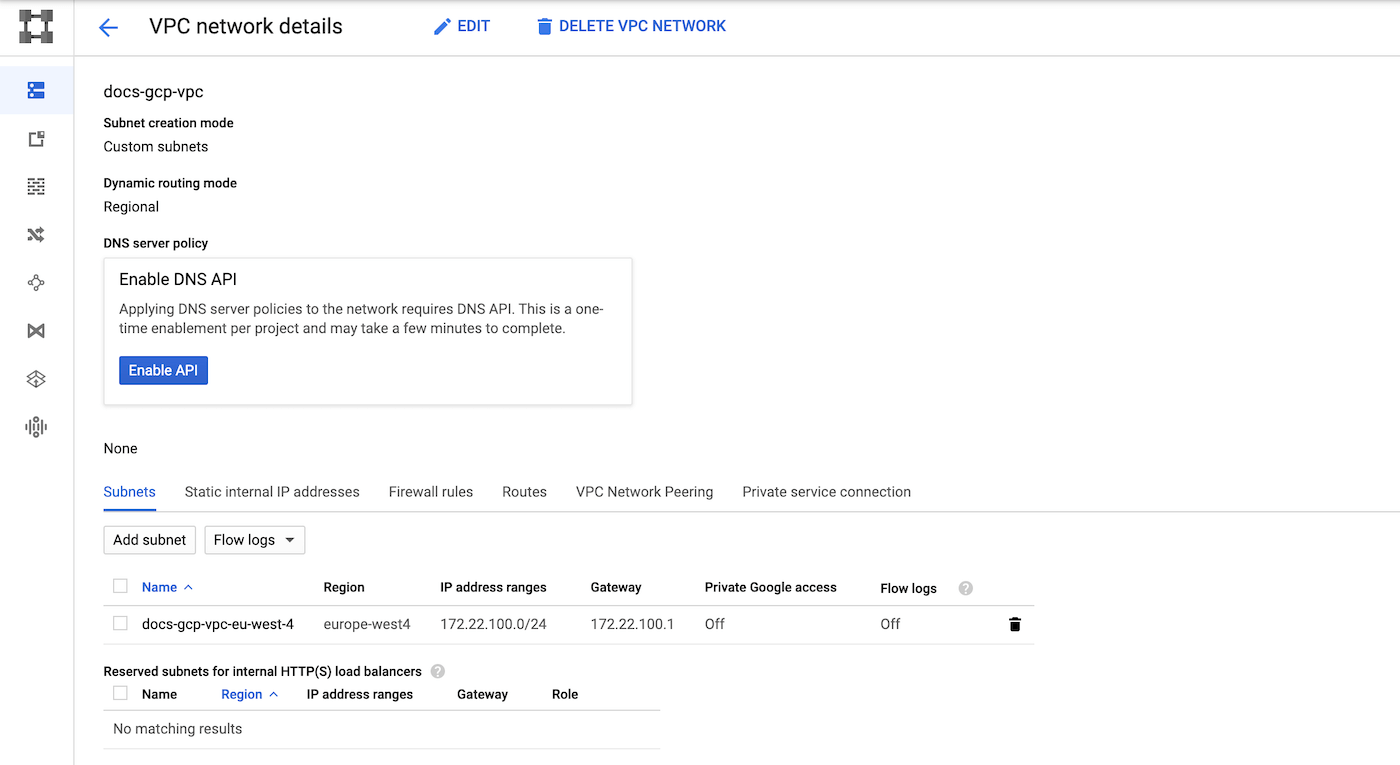 VPC network details EDIT DELETE VPC NETWORK
docs-gcp-vpc
Subnet creation mode
Custom subnets
Dynamic routing mode
Regional
DNS server policy
Enable DNS API
Applying DNS server policies to the network requires DNS API. This is a one-
time enablement per project and may take a few minutes to complete.
Enable API
None
Subnets Static internal IP addresses Firewall rules Routes VPC Network Peering Private service connection
Add subnet Flow logs
Name Region IP address ranges Gateway Private Google access Flow logs ?
docs-gcp-vpc-eu-west-4 europe-west4 172.22.100.0/24 172.22.100.1 Off Off
Reserved subnets for internal HTTP(S) load balancers ?
Name Region IP address ranges Gateway Role
No matching results